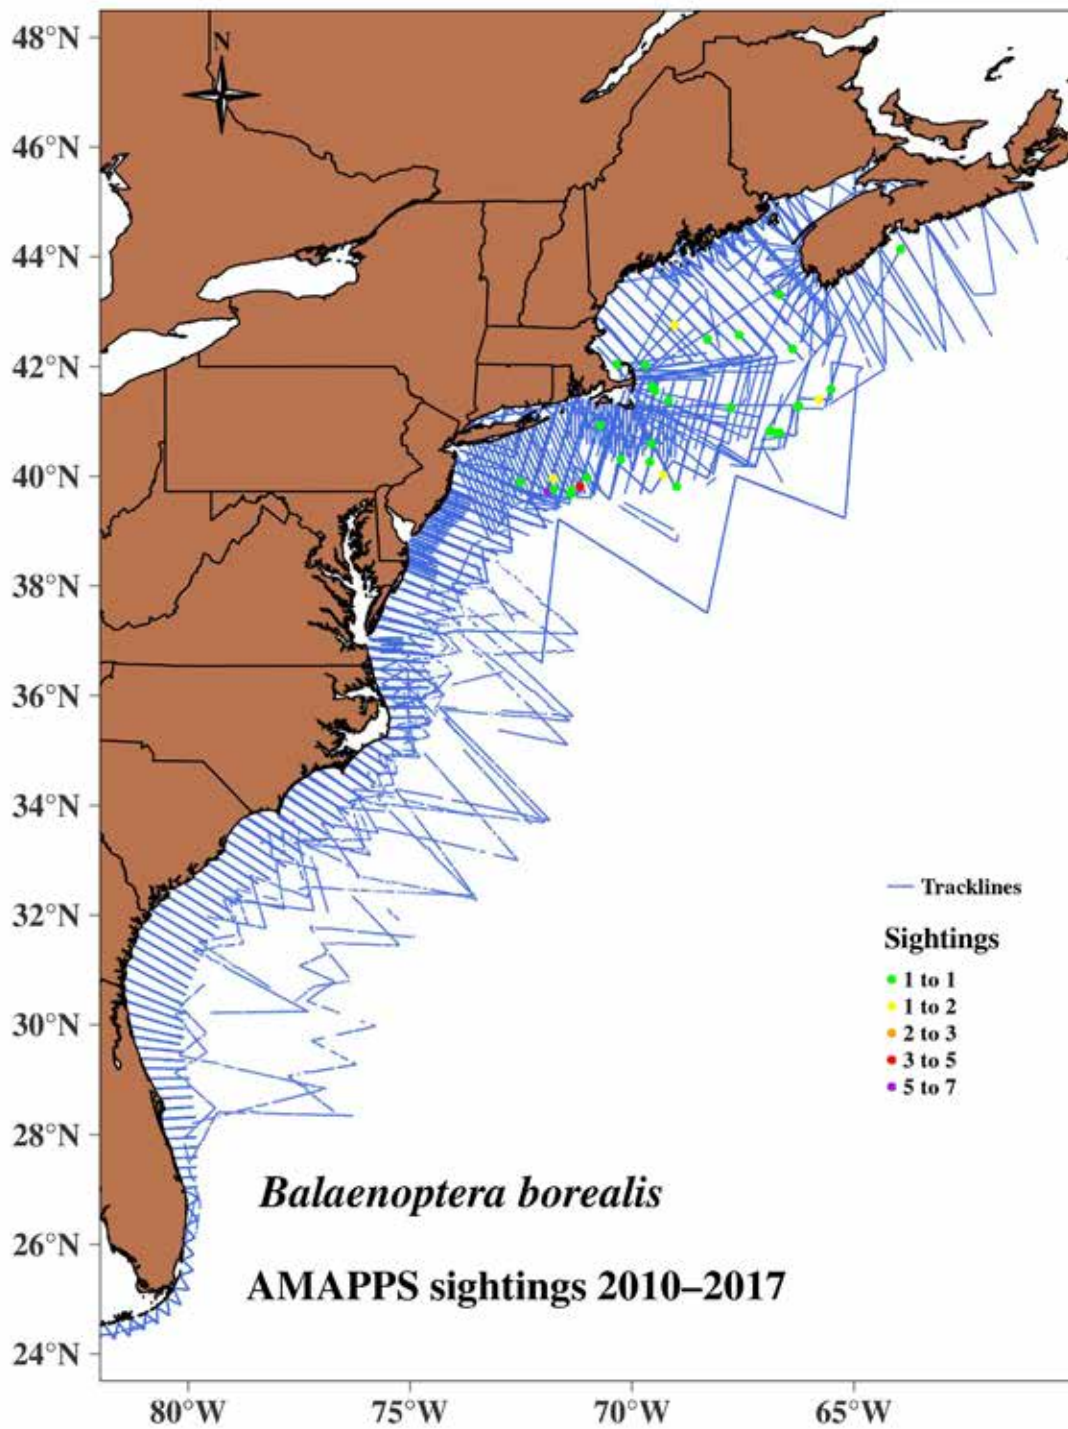 48°N
N
46°N
44°N
42°N
40°N
38°N
36°N
34°N
32°N
30°N
28°N
26°N
24°N
Tracklines
Sightings
1 to 1
1 to 2
2 to 3
3 to 5
5 to 7
Balaenoptera borealis
AMAPPS sightings 2010–2017
80°W
75°W
70°W
65°W